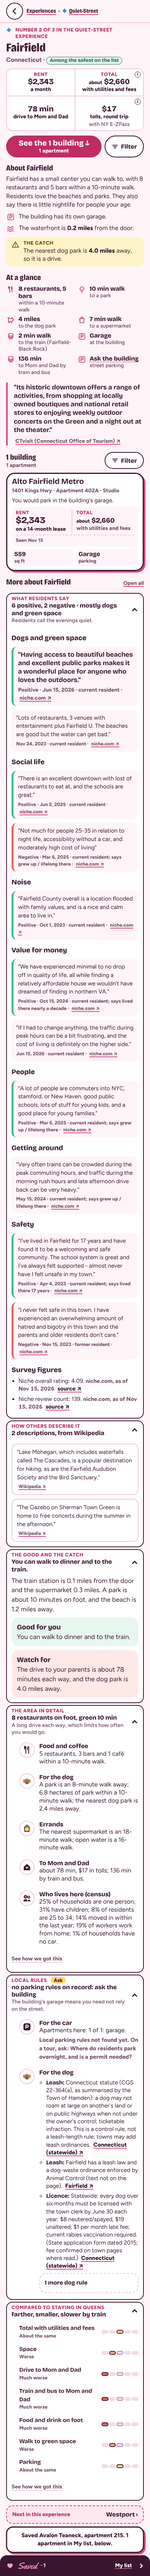 Experiences › Quiet-Street
NUMBER 2 OF 3 IN THE QUIET-STREET
EXPERIENCE
Fairfield
Connecticut · Among the safest on the list
RENT
$2,343
a month
TOTAL
about $2,660
with utilities and fees
78 min
drive to Mom and Dad
$17
tolls, round trip
with NY E-ZPass
See the 1 building ↓
1 apartment
Filter
About Fairfield
Fairfield has a small center you can walk to, with 8
restaurants and 5 bars within a 10-minute walk.
Residents love the beaches and parks. They also
say there is little nightlife for people your age.
The building has its own garage.
The waterfront is 0.2 miles from the door.
THE CATCH
The nearest dog park is 4.0 miles away,
so it is a drive.
At a glance
8 restaurants, 5
bars
within a 10-minute
walk
10 min walk
to a park
4 miles
to the dog park
7 min walk
to a supermarket
2 min walk
to the train (Fairfield-
Black Rock)
Garage
at the building
136 min
to Mom and Dad by
train and bus
Ask the building
street parking
"Its historic downtown offers a range of
activities, from shopping at locally
owned boutiques and national retail
stores to enjoying weekly outdoor
concerts on the Green and a night out at
the theater."
CTvisit (Connecticut Office of Tourism) ↗
1 building
1 apartment
Filter
Alto Fairfield Metro
1401 Kings Hwy · Apartment 402A · Studio
You would park in the building's own garage.
RENT
$2,343
on a 14-month lease
TOTAL
about $2,660
with utilities and fees
Seen Nov 15
559
sq ft
Garage
parking
More about Fairfield
Open all
WHAT RESIDENTS SAY
6 positive, 2 negative · mostly dogs
and green space
Residents call the evenings quiet.
Dogs and green space
"Having access to beautiful beaches
and excellent public parks makes it
a wonderful place for anyone who
loves the outdoors."
Positive · Jun 15, 2026 · current resident ·
niche.com ↗
"Lots of restaurants, 3 venues with
entertainment plus Fairfield U. The beaches
are good but the water can get cold."
Nov 24, 2023 · current resident · niche.com ↗
Social life
"There is an excellent downtown with lost of
restaurants to eat at, and the schools are
great."
Positive · Jun 2, 2025 · current resident ·
niche.com ↗
"Not much for people 25-35 in relation to
night life, accessibility without a car, and
moderately high cost of living"
Negative · Mar 6, 2025 · current resident; says
grew up / lifelong there · niche.com ↗
Noise
"Fairfield County overall is a location flooded
with family values, and is a normal and calm
area to live in."
Positive · Oct 1, 2023 · current resident · niche.com
↗
Value for money
"We have experienced minimal to no drop
off in quality of life, all while finding a
relatively affordable house we wouldn't have
dreamed of finding in northern VA."
Positive · Oct 15, 2024 · current resident; says lived
there nearly a decade · niche.com ↗
"If I had to change anything, the traffic during
peak hours can be a bit frustrating, and the
cost of living is definitely on the higher side."
Jun 15, 2026 · current resident · niche.com ↗
People
"A lot of people are commuters into NYC,
stamford, or New Haven. good public
schools, lots of stuff for young kids, and a
good place for young families."
Positive · Mar 6, 2025 · current resident; says grew
up / lifelong there · niche.com ↗
Getting around
"Very often trains can be crowded during the
peak commuting times, and traffic during the
morning rush hours and late afternoon drive
back can be very heavy."
May 15, 2024 · current resident; says grew up /
lifelong there · niche.com ↗
Safety
"I've lived in Fairfield for 17 years and have
found it to be a welcoming and safe
community. The school system is great and
I've always felt supported - almost never
have I felt unsafe in my town."
Positive · Apr 4, 2023 · current resident; says lived
there 17 years · niche.com ↗
"I never felt safe in this town. I have
experienced an overwhelming amount of
hatred and bigotry in this town and the
parents and older residents don't care."
Negative · Nov 15, 2023 · former resident ·
niche.com ↗
Survey figures
• Niche overall rating: 4.09. niche.com, as of
Nov 15, 2026 source ↗
• Niche review count: 139. niche.com, as of Nov
15, 2026 source ↗
HOW OTHERS DESCRIBE IT
2 descriptions, from Wikipedia
"Lake Mohegan, which includes waterfalls
called The Cascades, is a popular destination
for hiking, as are the Fairfield Audubon
Society and the Bird Sanctuary."
Wikipedia ↗
"The Gazebo on Sherman Town Green is
home to free concerts during the summer in
the afternoon."
Wikipedia ↗
THE GOOD AND THE CATCH
You can walk to dinner and to the
train.
The train station is 0.1 miles from the door
and the supermarket 0.3 miles. A park is
about 10 minutes on foot, and the beach is
1.2 miles away.
Good for you
You can walk to dinner and to the train.
Watch for
The drive to your parents is about 78
minutes each way, and the dog park is
4.0 miles away.
THE AREA IN DETAIL
8 restaurants on foot, green 10 min
A long drive each way, which limits how often
you would go.
Food and coffee
5 restaurants, 3 bars and 1 café
within a 10-minute walk.
For the dog
A park is an 8-minute walk away;
6.8 hectares of park within a 10-
minute walk; the nearest dog park is
2.4 miles away.
Errands
The nearest supermarket is an 18-
minute walk, open water is a 16-
minute walk.
To Mom and Dad
about 78 min, $17 in tolls; 136 min
by train and bus.
Who lives here (census)
25% of households are one person;
31% have children; 8% of residents
are 25 to 34; 14% moved in within
the last year; 19% of workers work
from home; 1% of homes have
no car.
See how we got this
LOCAL RULES Ask
no parking rules on record: ask the
building
The building's garage means you need not rely
on the street.
For the car
Apartments here: 1 of 1: garage.
Local parking rules not found yet. On
a tour, ask: Where do residents park
overnight, and is a permit needed?
For the dog
Leash: Connecticut statute (CGS
22-364(a), as summarised by the
Town of Hamden): a dog may not
roam at large on another's land or
public highways when not under
the owner's control; ticketable
infraction. This is a control rule, not
a leash-length rule; towns may add
leash ordinances. Connecticut
(statewide) ↗
Leash: Fairfield has a leash law and
a dog-waste ordinance enforced by
Animal Control (text not on the
page). Fairfield ↗
Licence: Statewide: every dog over
six months must be licensed with
the town clerk by June 30 each
year; $8 neutered/spayed, $19
unaltered; $1 per month late fee;
current rabies vaccination required.
(State information page dated 2015;
fee conformed on town pages
where read.) Connecticut
(statewide) ↗
1 more dog rule
COMPARED TO STAYING IN QUEENS
farther, smaller, slower by train
Total with utilities and fees
About the same
Space
Worse
Drive to Mom and Dad
Much worse
Train and bus to Mom and
Dad
Much worse
Food and drink on foot
Much worse
Walk to green space
Worse
Parking
About the same
See how we got this
Next in this experience Westport ›
Saved Avalon Teaneck, apartment 215. 1
apartment in My list, below.
Saved · 1 My list ›